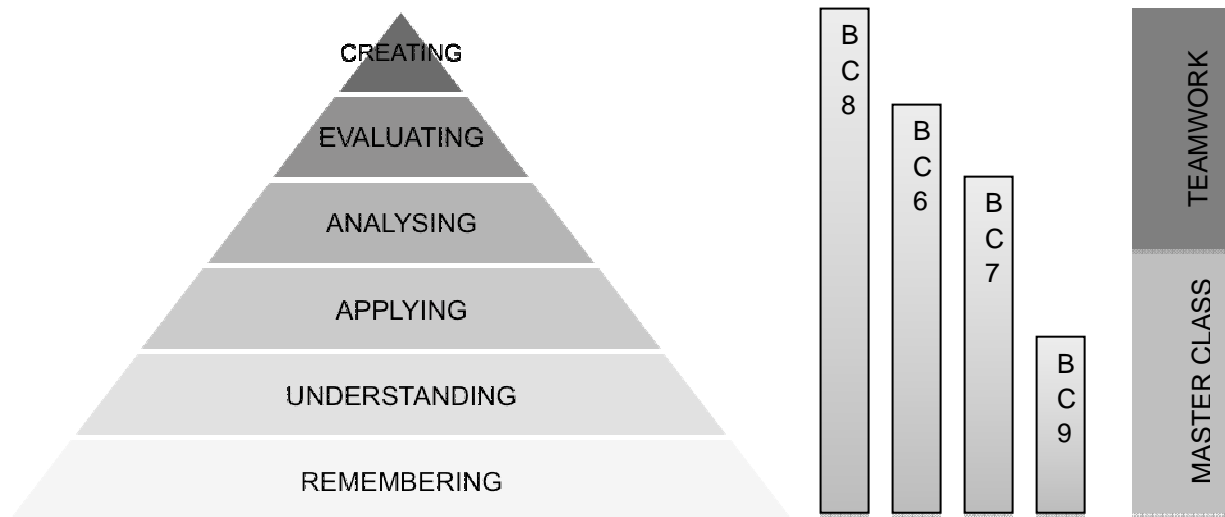 CREATING
EVALUATING
ANALYSING
APPLYING
UNDERSTANDING
REMEMBERING
B
C
8
B
C
6
B
C
7
B
C
9
TEAMWORK
MASTER CLASS